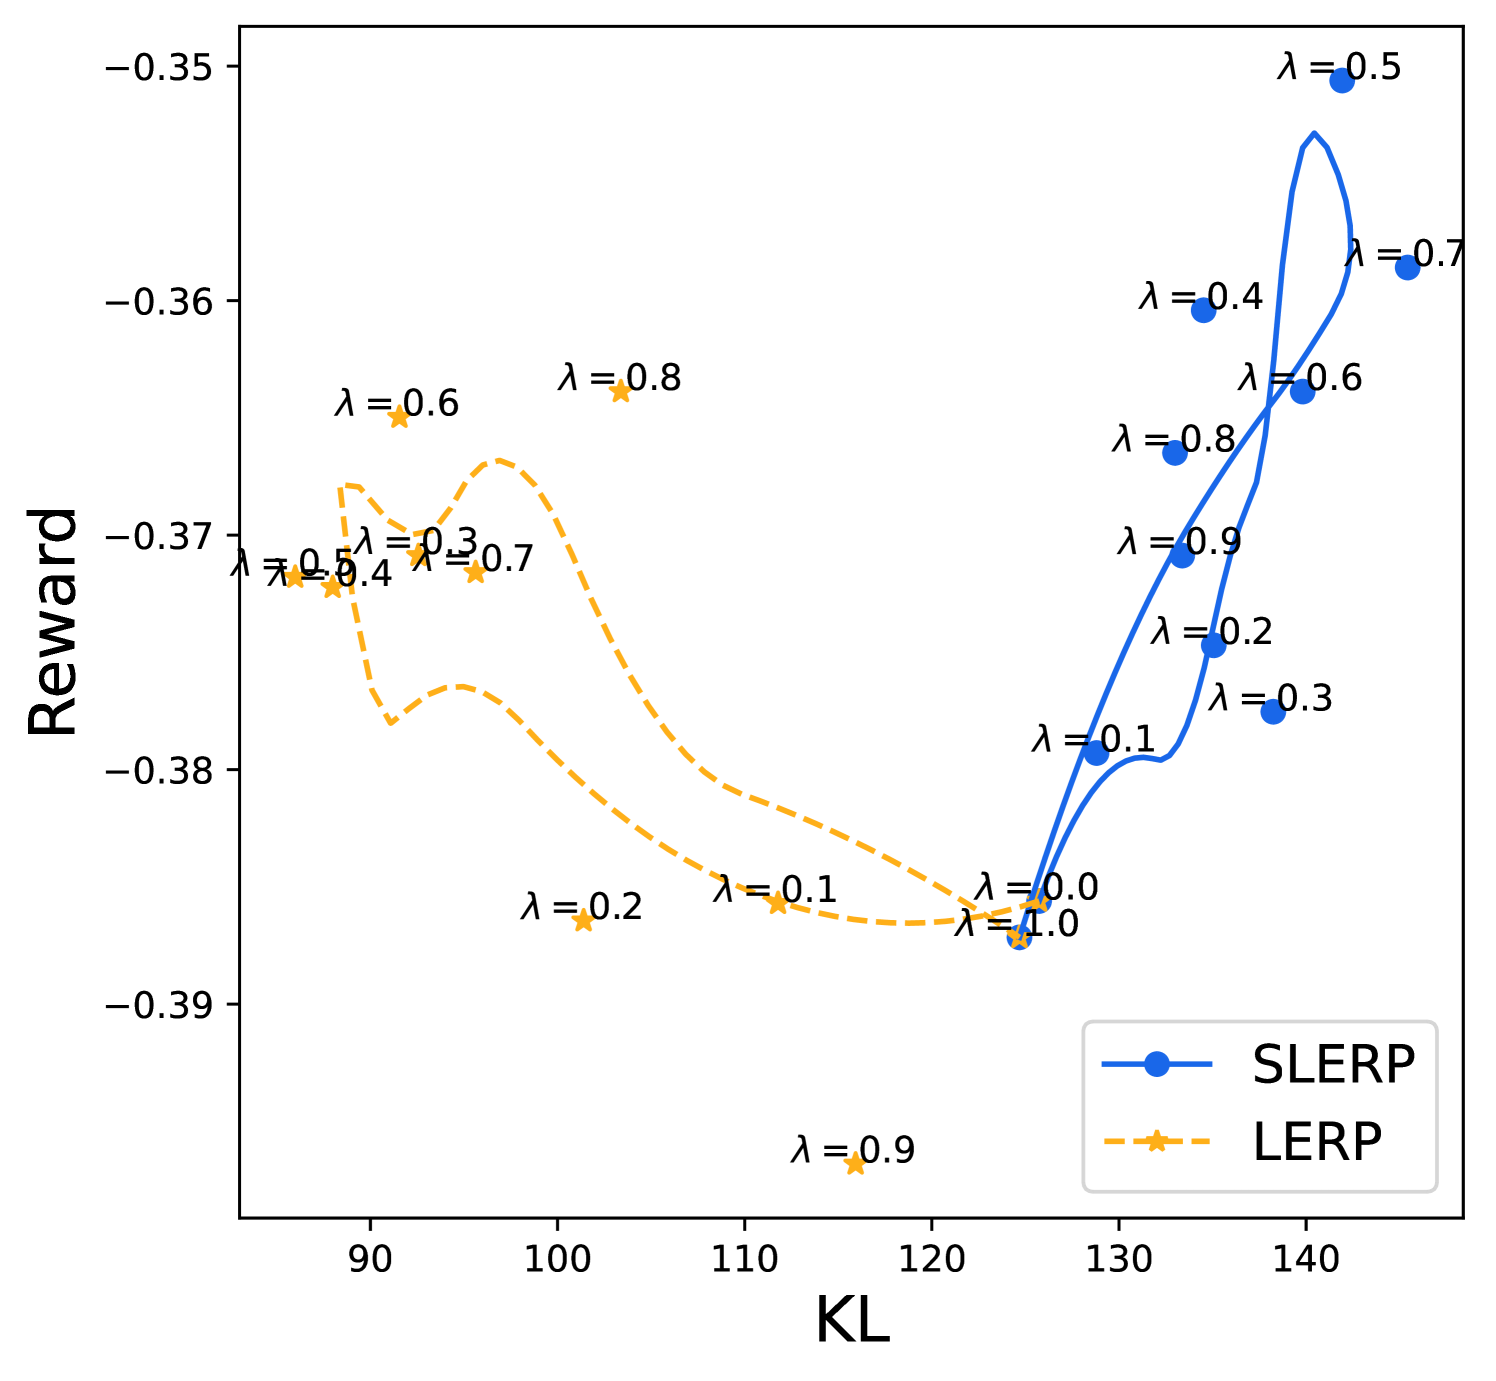 −0.35
−0.36
−0.37
−0.38
−0.39
Reward
λ = 0.5
λ = 0.7
λ = 0.4
λ = 0.6
λ = 0.8
λ = 0.8
λ = 0.6
λ = 0.9
λ = 0.3
λ = 0.7
λ = 0.5
λ = 0.4
λ = 0.2
λ = 0.3
λ = 0.1
λ = 0.0
λ = 0.1
λ = 0.2
λ = 1.0
λ = 0.9
SLERP
LERP
90
100
110
120
130
140
KL